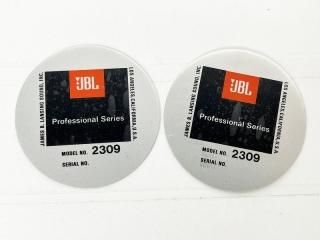 JBL
Professional Series
JAMES B. LANSING SOUND, INC.
LOS ANGELES, CALIFORNIA, U.S.A.
MODEL NO. 2309
SERIAL NO.
JBL
Professional Series
JAMES B. LANSING SOUND, INC.
LOS ANGELES, CALIFORNIA, U.S.A.
MODEL NO. 2309
SERIAL NO.